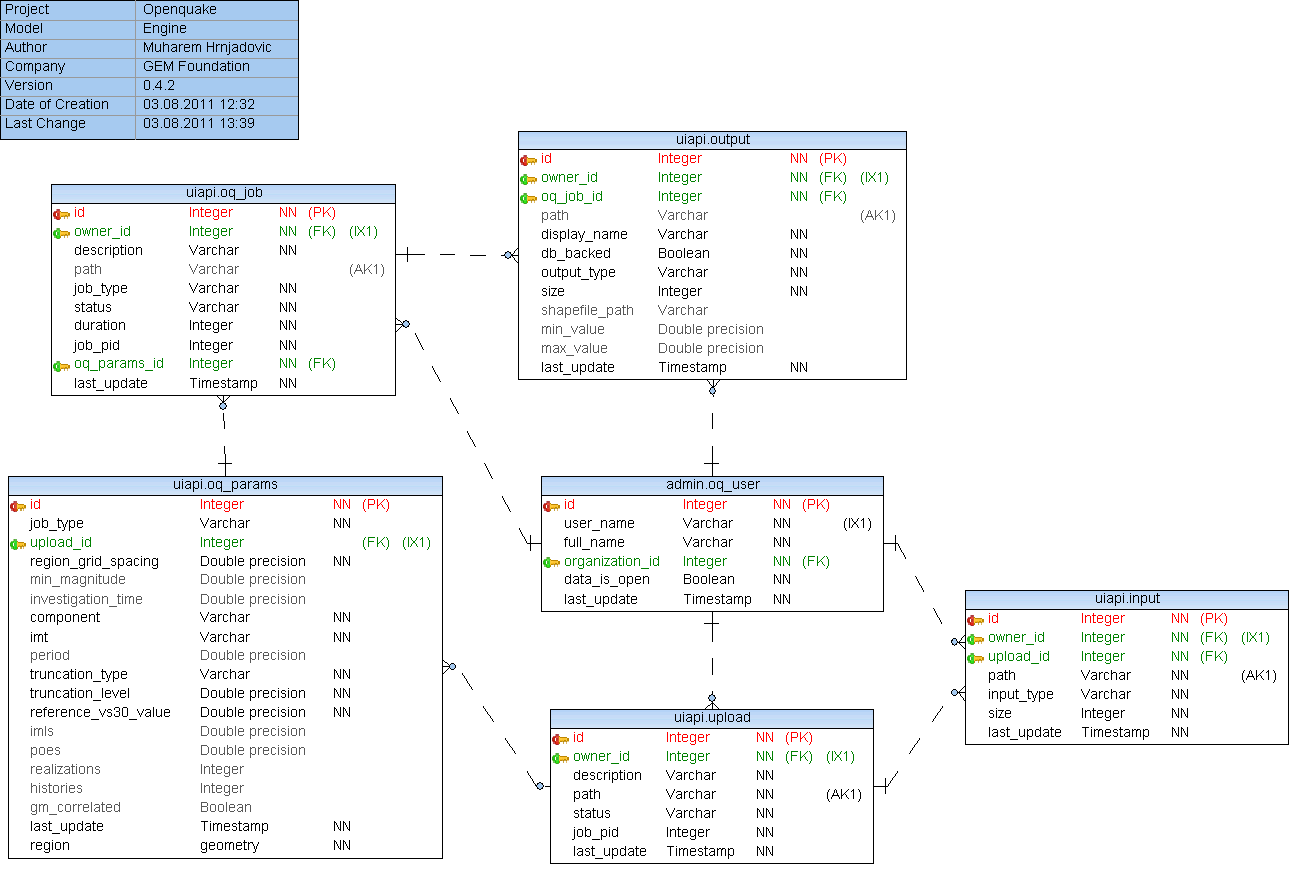 Project Openquake
Model Engine
Author Muharem Hrnjadovic
Company GEM Foundation
Version 0.4.2
Date of Creation 03.08.2011 12:32
Last Change 03.08.2011 13:39
uiapi.output
id Integer NN (PK)
owner_id Integer NN (FK) (IX1)
oq_job_id Integer NN (FK)
path Varchar (AK1)
display_name Varchar NN
db_backed Boolean NN
output_type Varchar NN
size Integer NN
shapefile_path Varchar
min_value Double precision
max_value Double precision
last_update Timestamp NN
uiapi.oq_job
id Integer NN (PK)
owner_id Integer NN (FK) (IX1)
description Varchar NN
path Varchar (AK1)
job_type Varchar NN
status Varchar NN
duration Integer NN
job_pid Integer NN
oq_params_id Integer NN (FK)
last_update Timestamp NN
uiapi.oq_params
id Integer NN (PK)
job_type Varchar NN
upload_id Integer (FK) (IX1)
region_grid_spacing Double precision NN
min_magnitude Double precision
investigation_time Double precision
component Varchar NN
imt Varchar NN
period Double precision
truncation_type Varchar NN
truncation_level Double precision NN
reference_vs30_value Double precision NN
imls Double precision
poes Double precision
realizations Integer
histories Integer
gm_correlated Boolean
last_update Timestamp NN
region geometry NN
admin.oq_user
id Integer NN (PK)
user_name Varchar NN (IX1)
full_name Varchar NN
organization_id Integer NN (FK)
data_is_open Boolean NN
last_update Timestamp NN
uiapi.input
id Integer NN (PK)
owner_id Integer NN (FK) (IX1)
upload_id Integer NN (FK)
path Varchar NN (AK1)
input_type Varchar NN
size Integer NN
last_update Timestamp NN
uiapi.upload
id Integer NN (PK)
owner_id Integer NN (FK) (IX1)
description Varchar NN
path Varchar NN (AK1)
status Varchar NN
job_pid Integer NN
last_update Timestamp NN